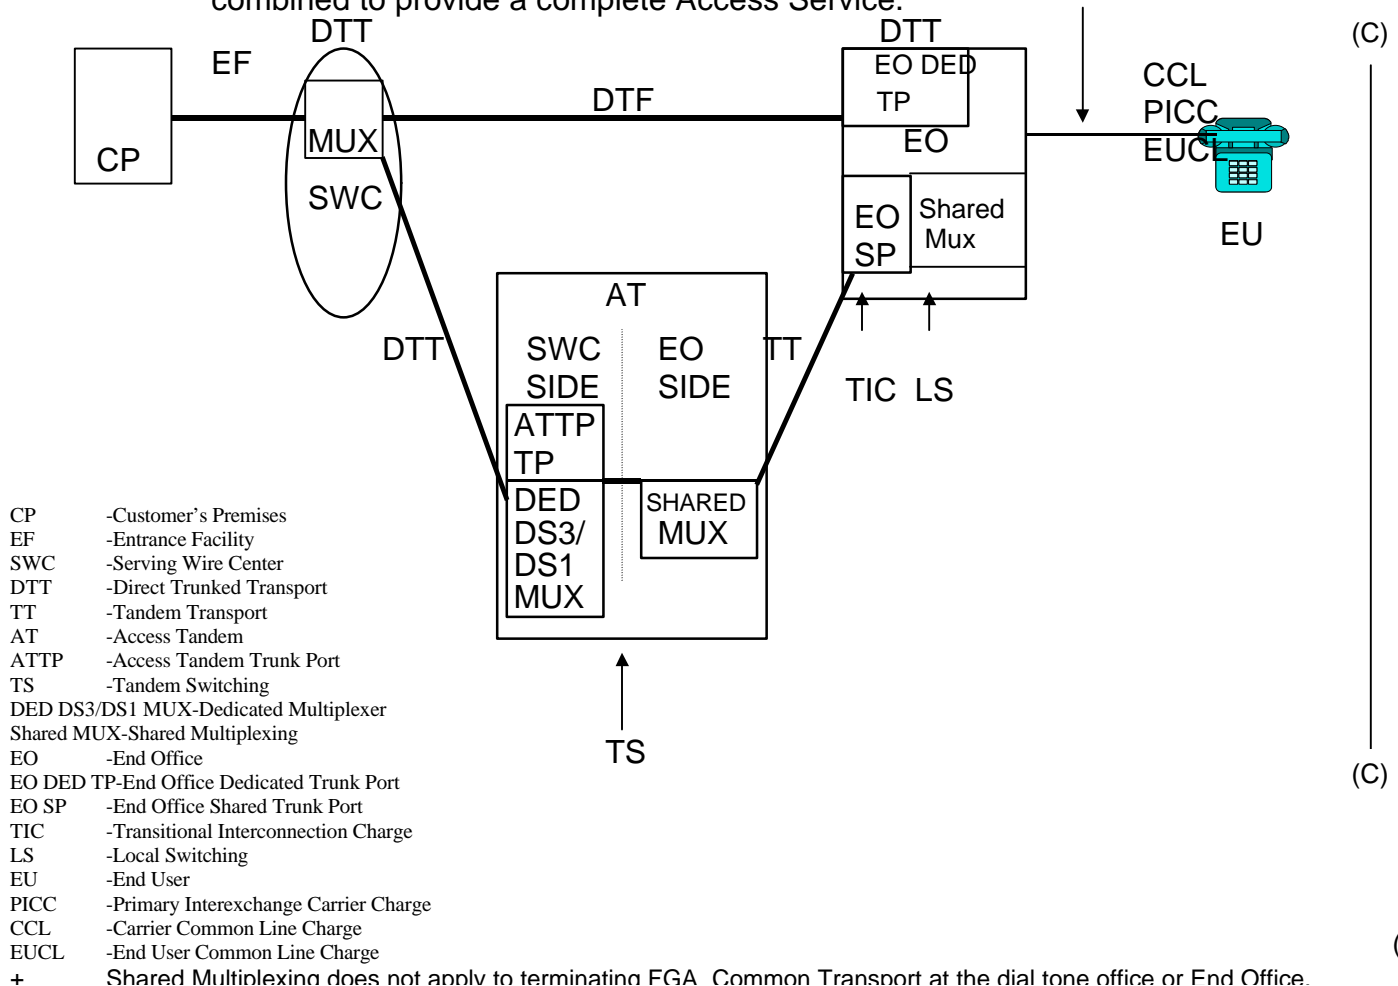 combined to provide a complete Access Service.
DTT
DTT
(C)
EF
EO DED
TP
CCL
PICC
EUCL
DTF
MUX
EO
CP
SWC
EO
SP
Shared
Mux
EU
AT
DTT
SWC
SIDE
EO
SIDE
TT
TIC LS
ATTP
TP
DED
DS3/
DS1
MUX
SHARED
MUX
TS
(C)
CP -Customer's Premises
EF -Entrance Facility
SWC -Serving Wire Center
DTT -Direct Trunked Transport
TT -Tandem Transport
AT -Access Tandem
ATTP -Access Tandem Trunk Port
TS -Tandem Switching
DED DS3/DS1 MUX-Dedicated Multiplexer
Shared MUX-Shared Multiplexing
EO -End Office
EO DED TP-End Office Dedicated Trunk Port
EO SP -End Office Shared Trunk Port
TIC -Transitional Interconnection Charge
LS -Local Switching
EU -End User
PICC -Primary Interexchange Carrier Charge
CCL -Carrier Common Line Charge
EUCL -End User Common Line Charge
+ Shared Multiplexing does not apply to terminating FGA Common Transport at the dial tone office or End Office.